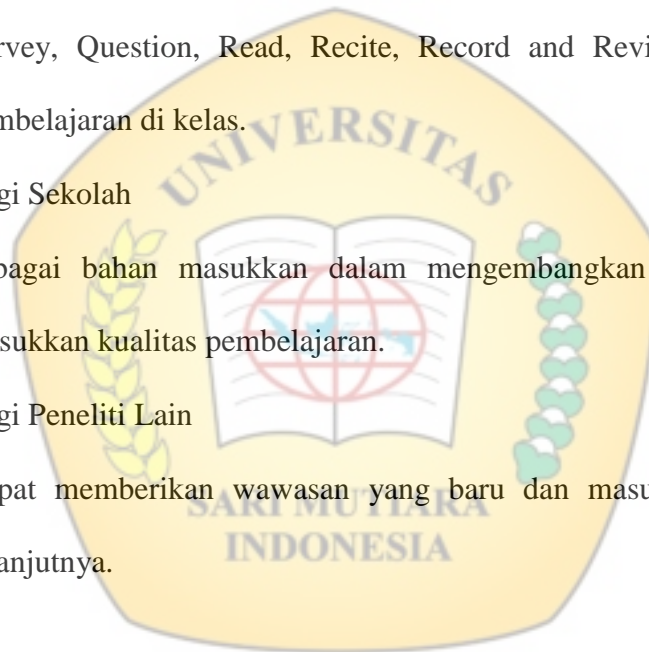 rvey, Question, Read, Recite, Record and Revi
mbelajaran di kelas.
UNIVERSITAS
gi Sekolah
bagai bahan masukkan dalam mengembangkan
sukkan kualitas pembelajaran.
gi Peneliti Lain
pat memberikan wawasan yang baru dan masu
SARI MUTIARA
INDONESIA
anjutnya.